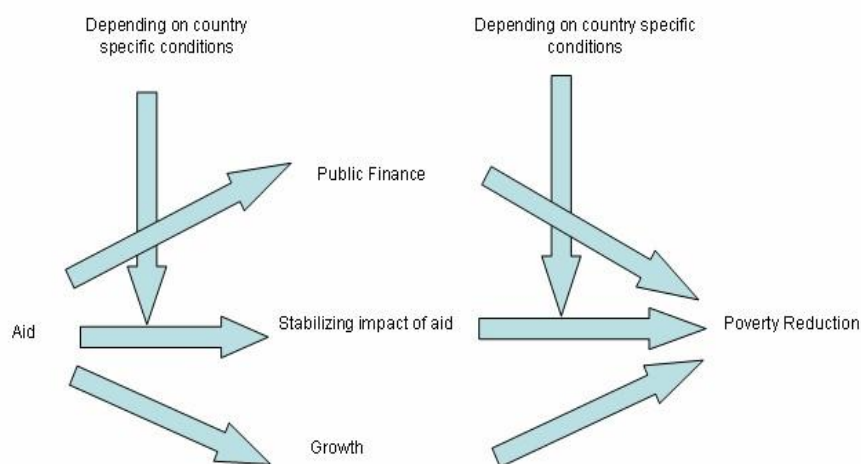 Depending on country
specific conditions
Depending on country specific
conditions
Public Finance
Aid
Stabilizing impact of aid
Poverty Reduction
Growth